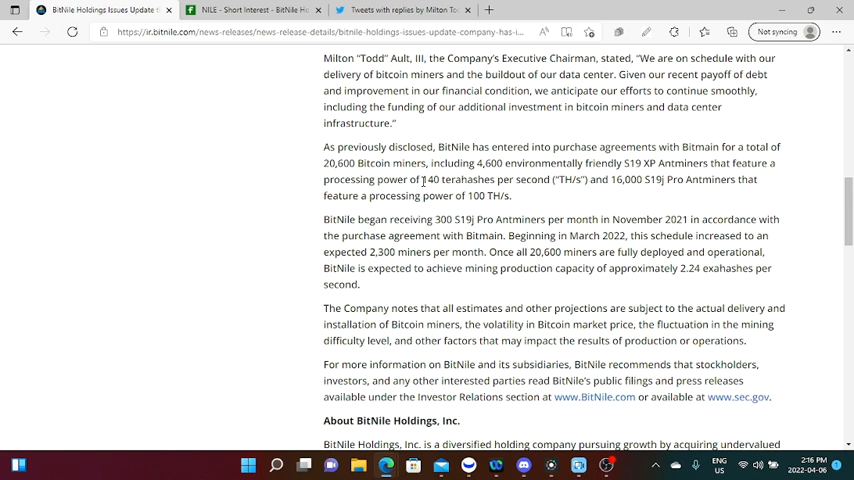 BitNile Holdings Issues Update th
NILE - Short Interest - BitNile Ho
Tweets with replies by Milton To
https://ir.bitnile.com/news-releases/news-release-details/bitnile-holdings-issues-update-company-has-i...
Not syncing
Milton “Todd” Ault, III, the Company’s Executive Chairman, stated, “We are on schedule with our
delivery of bitcoin miners and the buildout of our data center. Given our recent payoff of debt
and improvement in our financial condition, we anticipate our efforts to continue smoothly,
including the funding of our additional investment in bitcoin miners and data center
infrastructure.”
As previously disclosed, BitNile has entered into purchase agreements with Bitmain for a total of
20,600 Bitcoin miners, including 4,600 environmentally friendly S19 XP Antminers that feature a
processing power of 140 terahashes per second (“TH/s”) and 16,000 S19j Pro Antminers that
feature a processing power of 100 TH/s.
BitNile began receiving 300 S19j Pro Antminers per month in November 2021 in accordance with
the purchase agreement with Bitmain. Beginning in March 2022, this schedule increased to an
expected 2,300 miners per month. Once all 20,600 miners are fully deployed and operational,
BitNile is expected to achieve mining production capacity of approximately 2.24 exahashes per
second.
The Company notes that all estimates and other projections are subject to the actual delivery and
installation of Bitcoin miners, the volatility in Bitcoin market price, the fluctuation in the mining
difficulty level, and other factors that may impact the results of production or operations.
For more information on BitNile and its subsidiaries, BitNile recommends that stockholders,
investors, and any other interested parties read BitNile’s public filings and press releases
available under the Investor Relations section at www.BitNile.com or available at www.sec.gov.
About BitNile Holdings, Inc.
BitNile Holdings, Inc. is a diversified holding company pursuing growth by acquiring undervalued
ENG
US
2:16 PM
2022-04-06